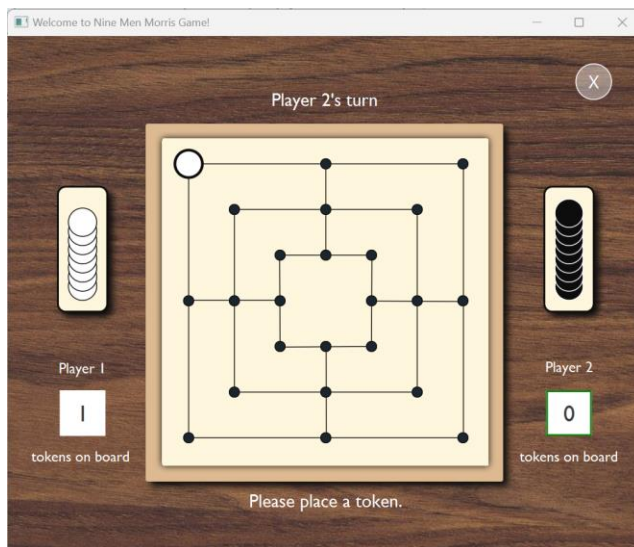 Welcome to Nine Men Morris Game!
X
Player 2's turn
Player 1
1
tokens on board
Player 2
0
tokens on board
Please place a token.